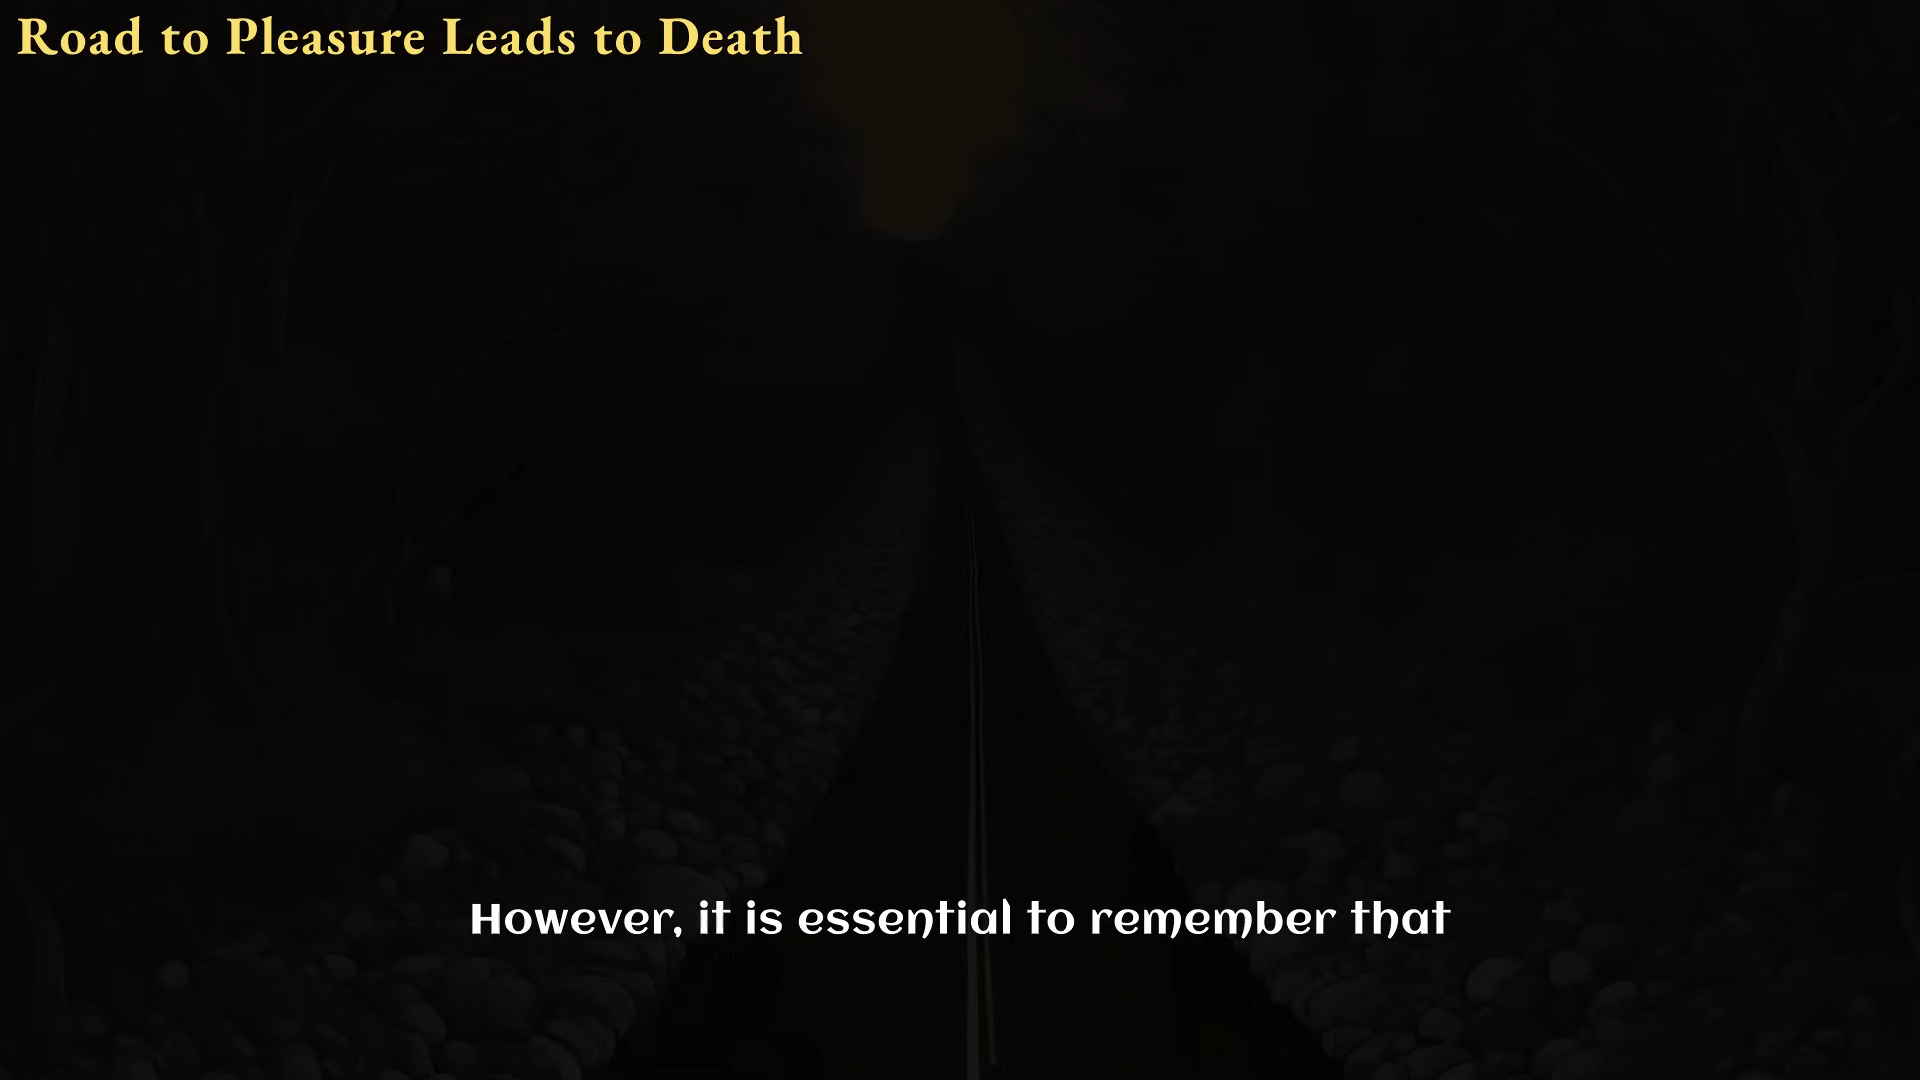 Road to Pleasure Leads to Death
However, it is essential to remember that